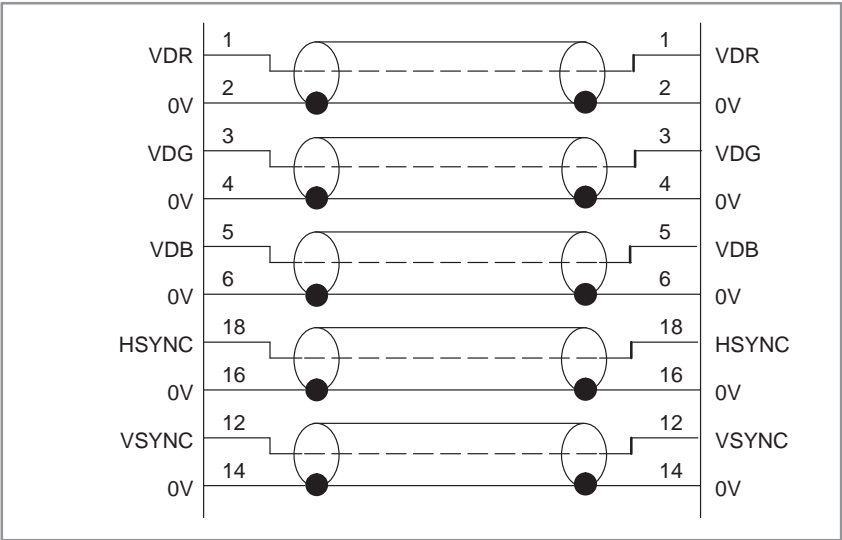 VDR 1 1 VDR
0V 2 2 0V
VDG 3 3 VDG
0V 4 4 0V
VDB 5 5 VDB
0V 6 6 0V
HSYNC 18 18 HSYNC
0V 16 16 0V
VSYNC 12 12 VSYNC
0V 14 14 0V